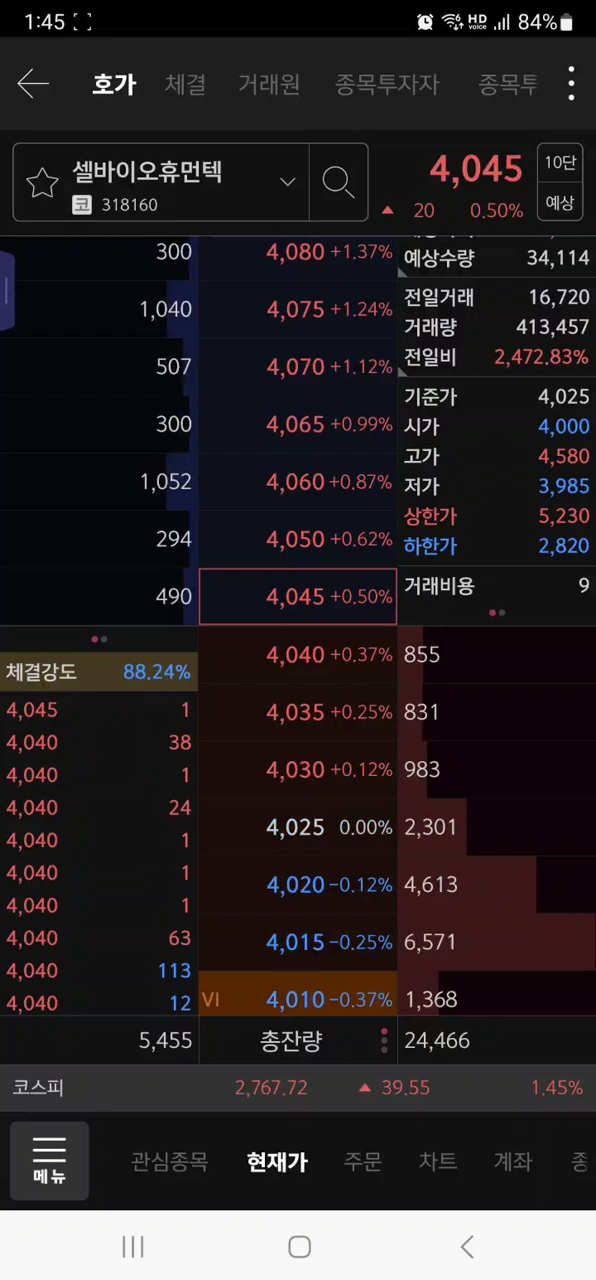 1:45
HD voice 84%
호가 체결 거래원 종목투자자 종목투
셀바이오휴먼텍
코 318160
4,045
20 0.50%
10단
예상
300 4,080 +1.37%
1,040 4,075 +1.24%
507 4,070 +1.12%
300 4,065 +0.99%
1,052 4,060 +0.87%
294 4,050 +0.62%
490 4,045 +0.50%
예상수량 34,114
전일거래 16,720
거래량 413,457
전일비 2,472.83%
기준가 4,025
시가 4,000
고가 4,580
저가 3,985
상한가 5,230
하한가 2,820
거래비용 9
체결강도 88.24%
4,045 1
4,040 38
4,040 1
4,040 24
4,040 1
4,040 1
4,040 1
4,040 63
4,040 113
4,040 12
4,040 +0.37% 855
4,035 +0.25% 831
4,030 +0.12% 983
4,025 0.00% 2,301
4,020 −0.12% 4,613
4,015 −0.25% 6,571
VI 4,010 −0.37% 1,368
5,455 총잔량 24,466
코스피 2,767.72 39.55 1.45%
메뉴
관심종목 현재가 주문 차트 계좌 종